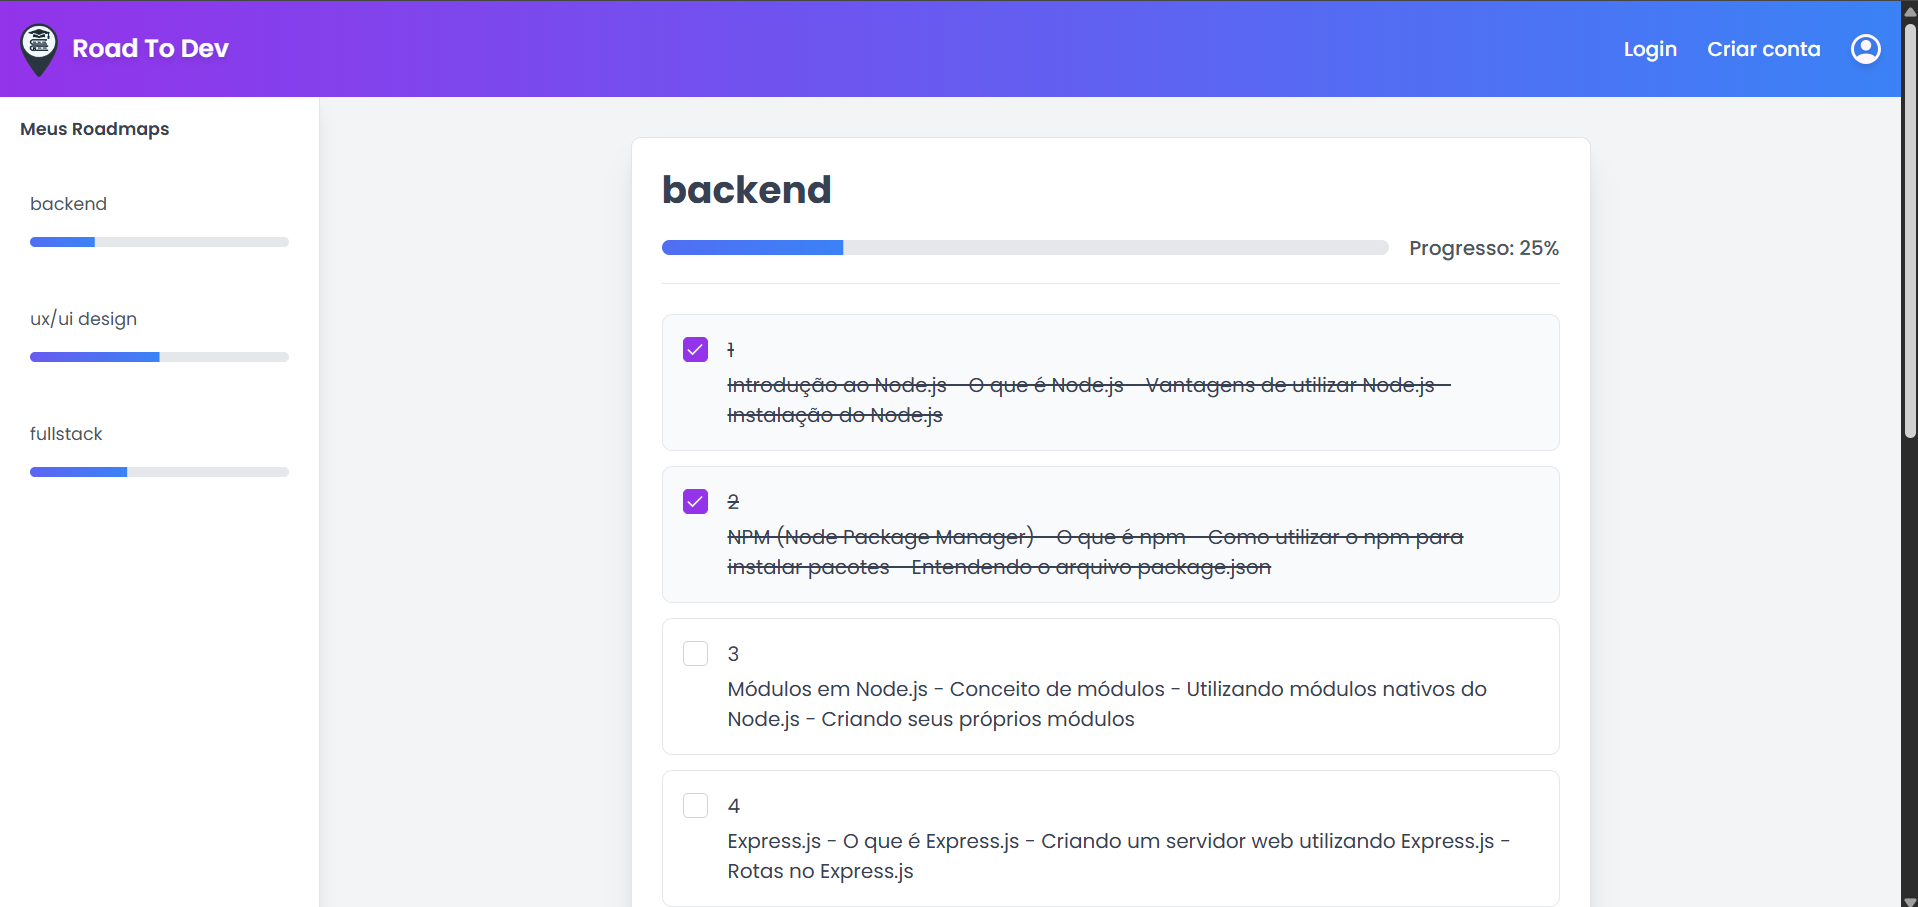 Road To Dev
Login
Criar conta
Meus Roadmaps
backend
ux/ui design
fullstack
backend
Progresso: 25%
1
Introdução ao Node.js - O que é Node.js - Vantagens de utilizar Node.js -
Instalação do Node.js
2
NPM (Node Package Manager) - O que é npm - Como utilizar o npm para
instalar pacotes - Entendendo o arquivo package.json
3
Módulos em Node.js - Conceito de módulos - Utilizando módulos nativos do
Node.js - Criando seus próprios módulos
4
Express.js - O que é Express.js - Criando um servidor web utilizando Express.js -
Rotas no Express.js